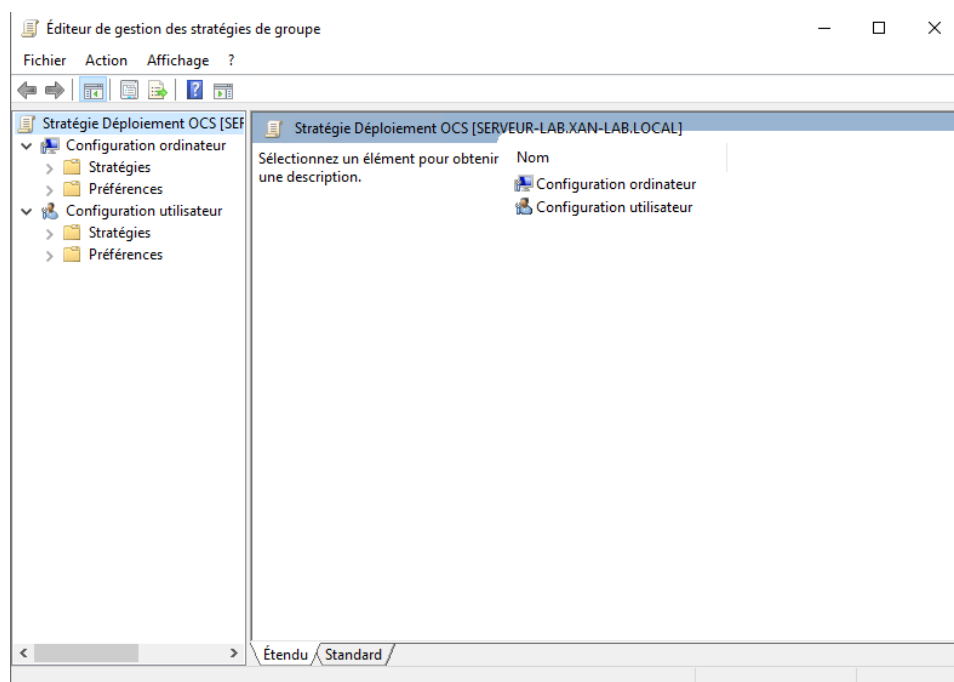 Éditeur de gestion des stratégies de groupe
Fichier Action Affichage ?
Stratégie Déploiement OCS [SEF
Configuration ordinateur
Stratégies
Préférences
Configuration utilisateur
Stratégies
Préférences
Stratégie Déploiement OCS [SERVEUR-LAB.XAN-LAB.LOCAL]
Sélectionnez un élément pour obtenir
une description.
Nom
Configuration ordinateur
Configuration utilisateur
Étendu Standard